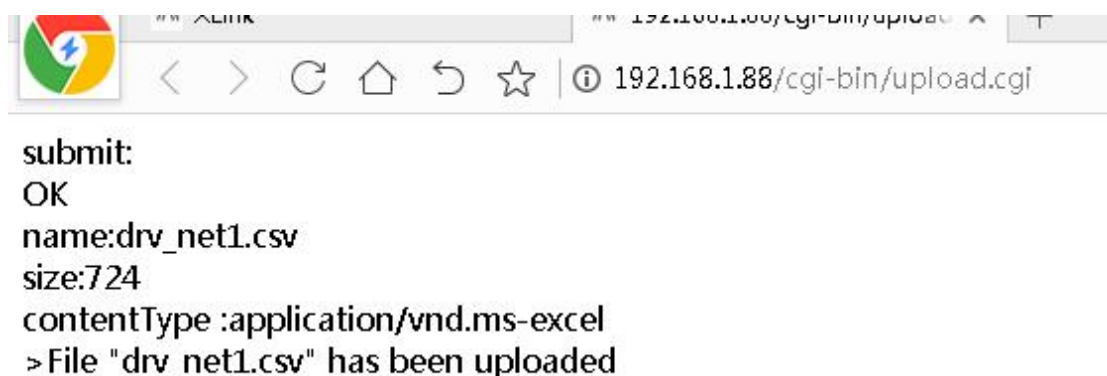 XLink
192.168.1.88/cgi-bin/upload.cgi
submit:
OK
name:drv_net1.csv
size:724
contentType :application/vnd.ms-excel
>File "drv_net1.csv" has been uploaded